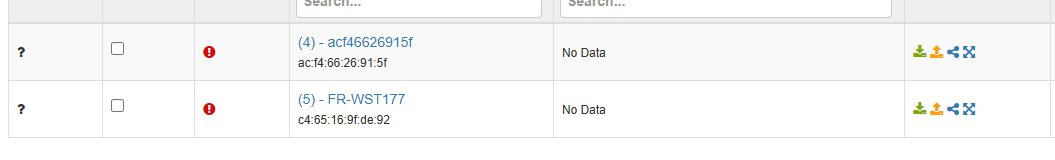 Search...
Search...
?
(4) - acf46626915f
ac:f4:66:26:91:5f
No Data
?
(5) - FR-WST177
c4:65:16:9f:de:92
No Data